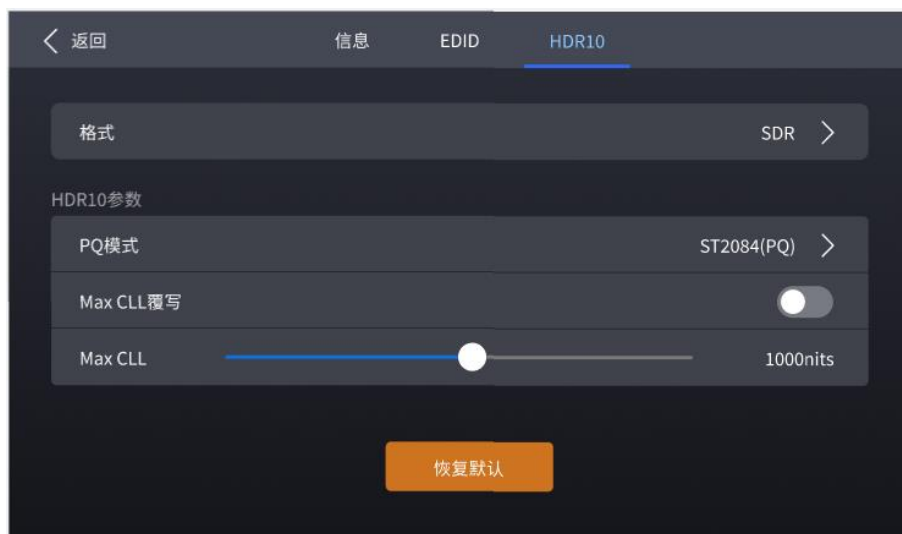 返回 信息 EDID HDR10
格式 SDR
HDR10参数
PQ模式 ST2084(PQ)
Max CLL覆写
Max CLL 1000nits
恢复默认